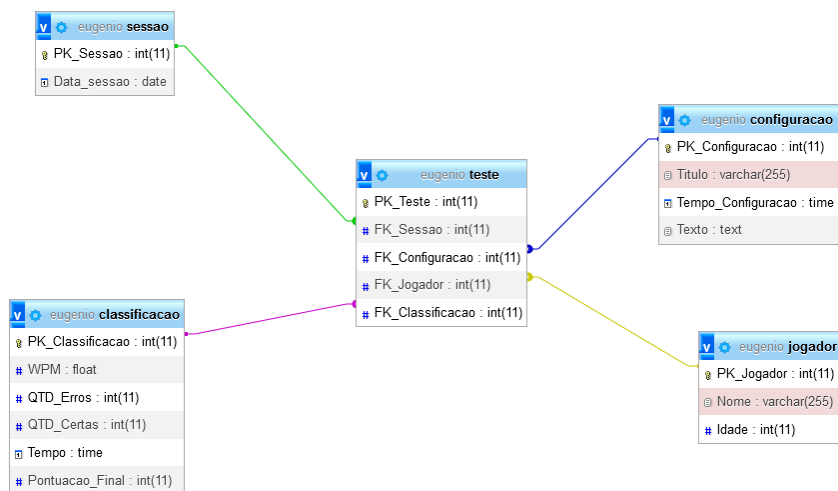 v eugenio sessao
PK_Sessao : int(11)
Data_sessao : date
v eugenio configuracao
PK_Configuracao : int(11)
Titulo : varchar(255)
Tempo_Configuracao : time
Texto : text
v eugenio teste
PK_Teste : int(11)
# FK_Sessao : int(11)
# FK_Configuracao : int(11)
# FK_Jogador : int(11)
# FK_Classificacao : int(11)
v eugenio classificacao
PK_Classificacao : int(11)
# WPM : float
# QTD_Erros : int(11)
# QTD_Certas : int(11)
Tempo : time
# Pontuacao_Final : int(11)
v eugenio jogador
PK_Jogador : int(11)
Nome : varchar(255)
# Idade : int(11)